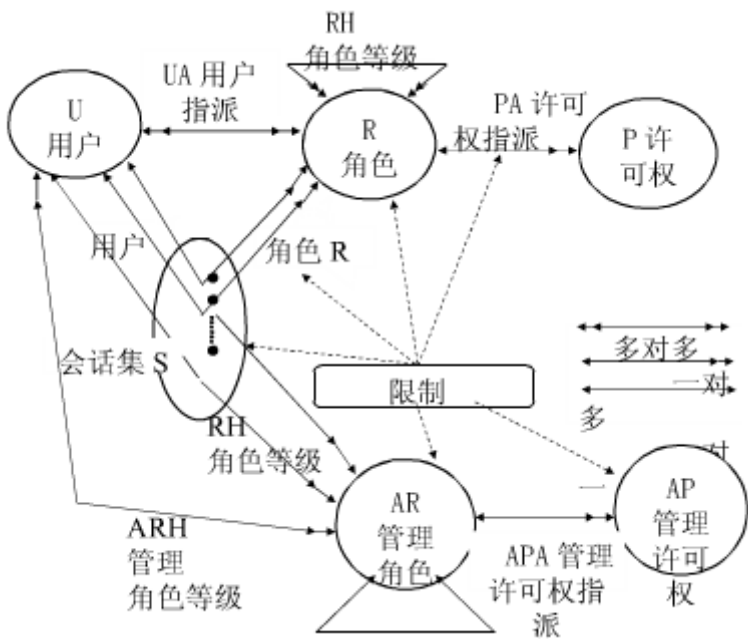 RH
角色等级
UA 用户
指派
U
用户
R
角色
PA 许可
权指派
P 许
可权
用户
角色 R
会话集 S
限制
多对多
一对
多
一
对
RH
角色等级
AR
管理
角色
AP
管理
许可
权
ARH
管理
角色等级
APA 管理
许可权指
派